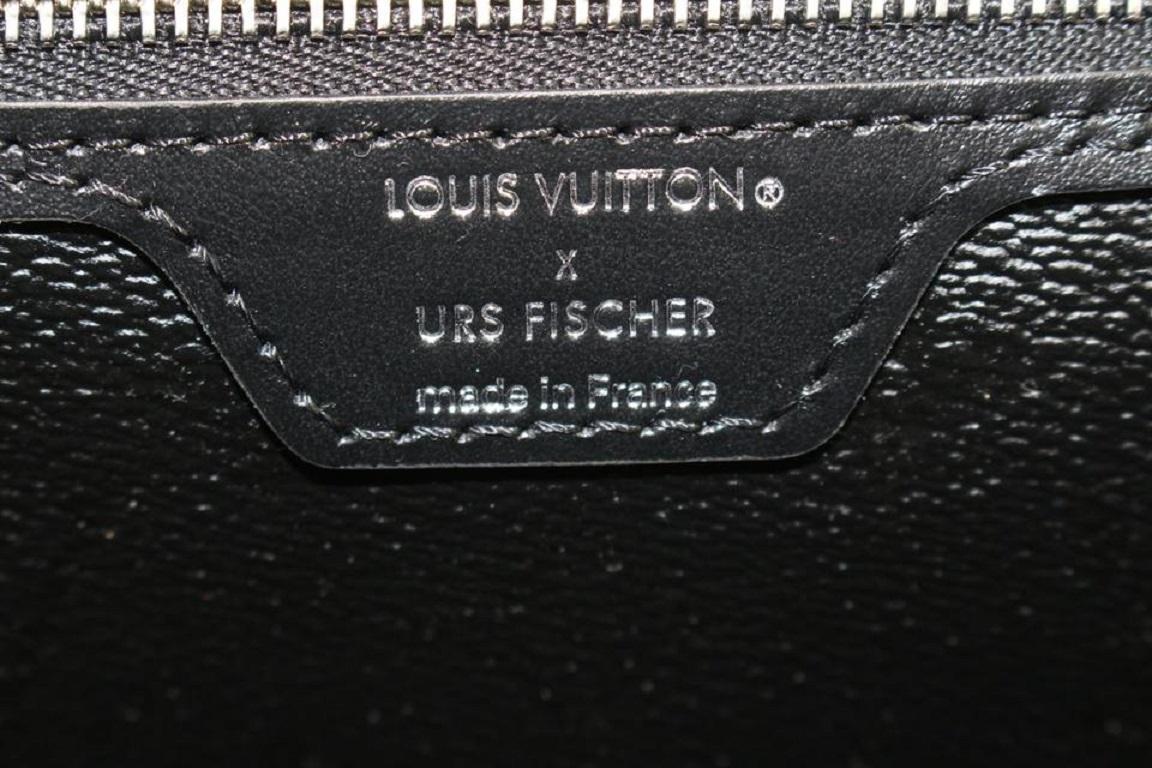 LOUIS VUITTON®
X
URS FISCHER
made in France